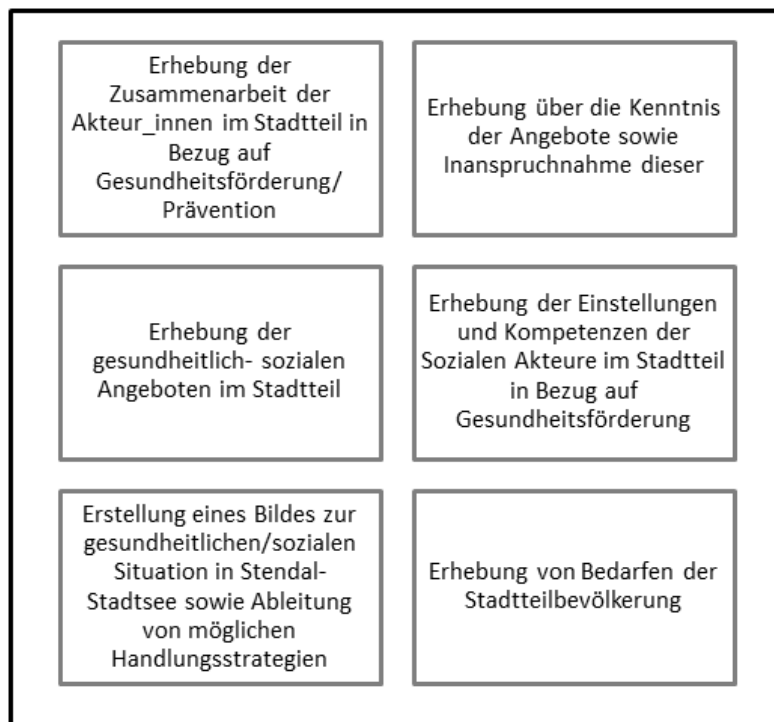 Erhebung der
Zusammenarbeit der
Akteur_innen im Stadtteil in
Bezug auf
Gesundheitsförderung/
Prävention
Erhebung über die Kenntnis
der Angebote sowie
Inanspruchnahme dieser
Erhebung der
gesundheitlich- sozialen
Angeboten im Stadtteil
Erhebung der Einstellungen
und Kompetenzen der
Sozialen Akteure im Stadtteil
in Bezug auf
Gesundheitsförderung
Erstellung eines Bildes zur
gesundheitlichen/sozialen
Situation in Stendal-
Stadtsee sowie Ableitung
von möglichen
Handlungsstrategien
Erhebung von Bedarfen der
Stadtteilbevölkerung